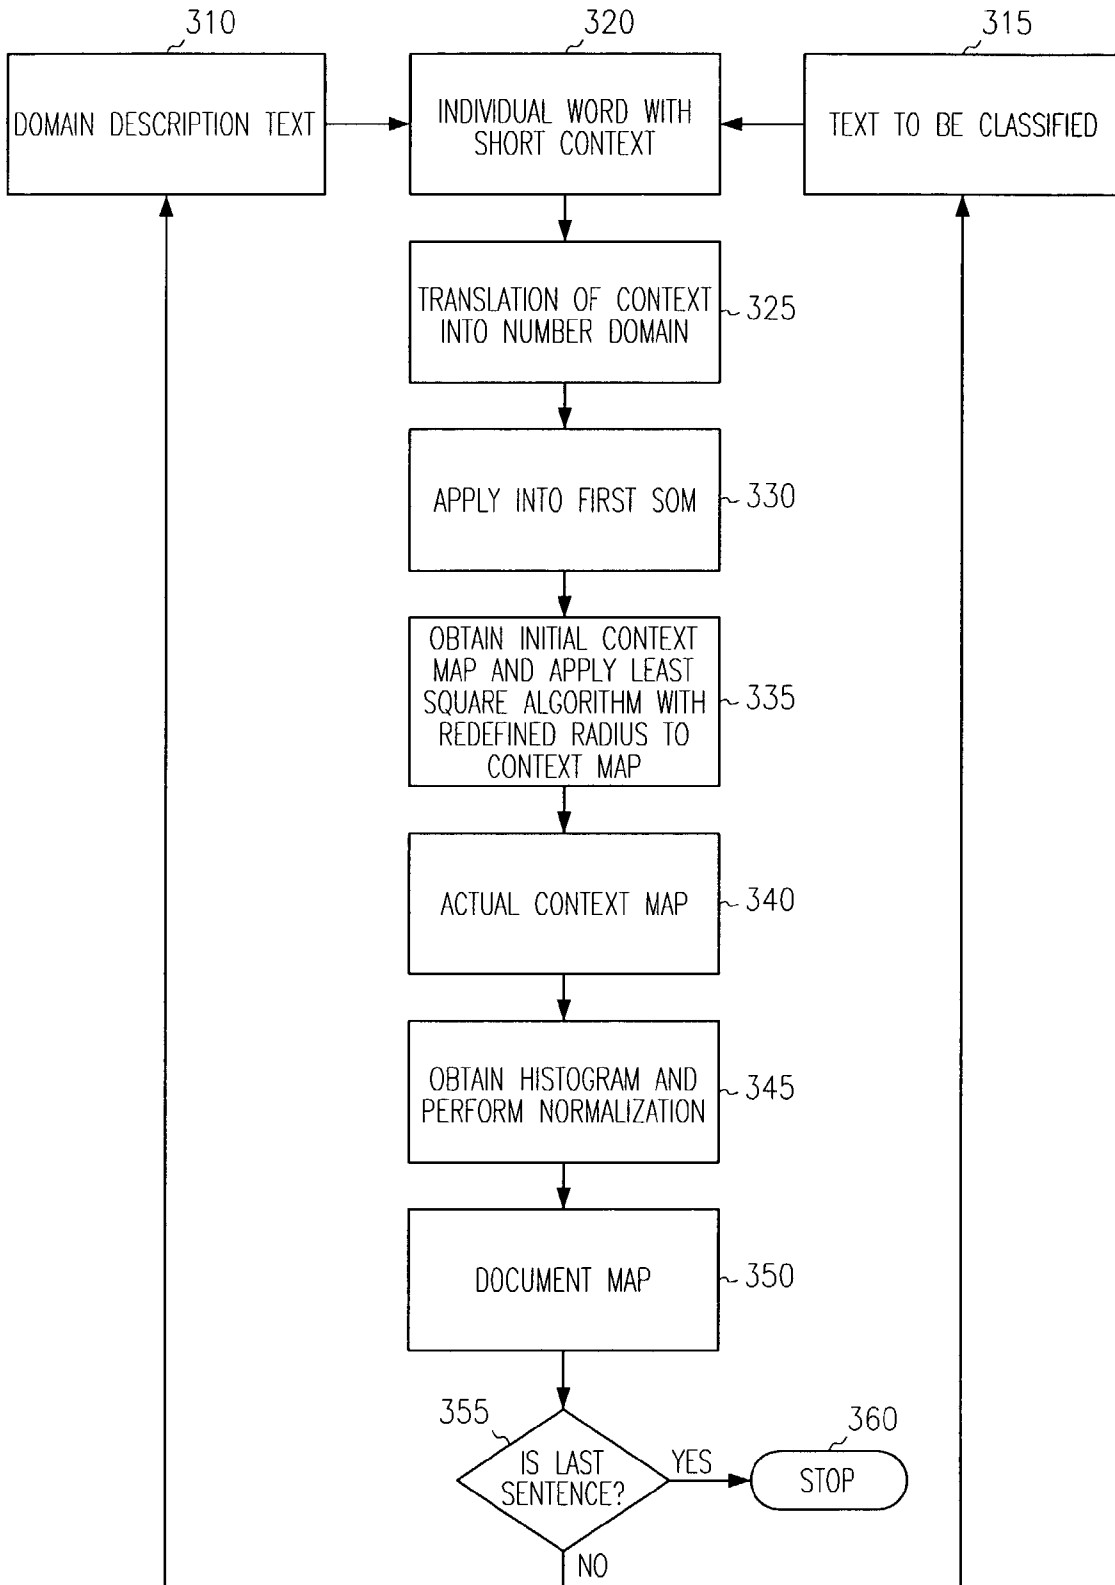 310
320
315
DOMAIN DESCRIPTION TEXT
INDIVIDUAL WORD WITH
SHORT CONTEXT
TEXT TO BE CLASSIFIED
TRANSLATION OF CONTEXT
INTO NUMBER DOMAIN
325
APPLY INTO FIRST SOM
330
OBTAIN INITIAL CONTEXT
MAP AND APPLY LEAST
SQUARE ALGORITHM WITH
REDEFINED RADIUS TO
CONTEXT MAP
335
ACTUAL CONTEXT MAP
340
OBTAIN HISTOGRAM AND
PERFORM NORMALIZATION
345
DOCUMENT MAP
350
355
IS LAST
SENTENCE?
YES
360
STOP
NO